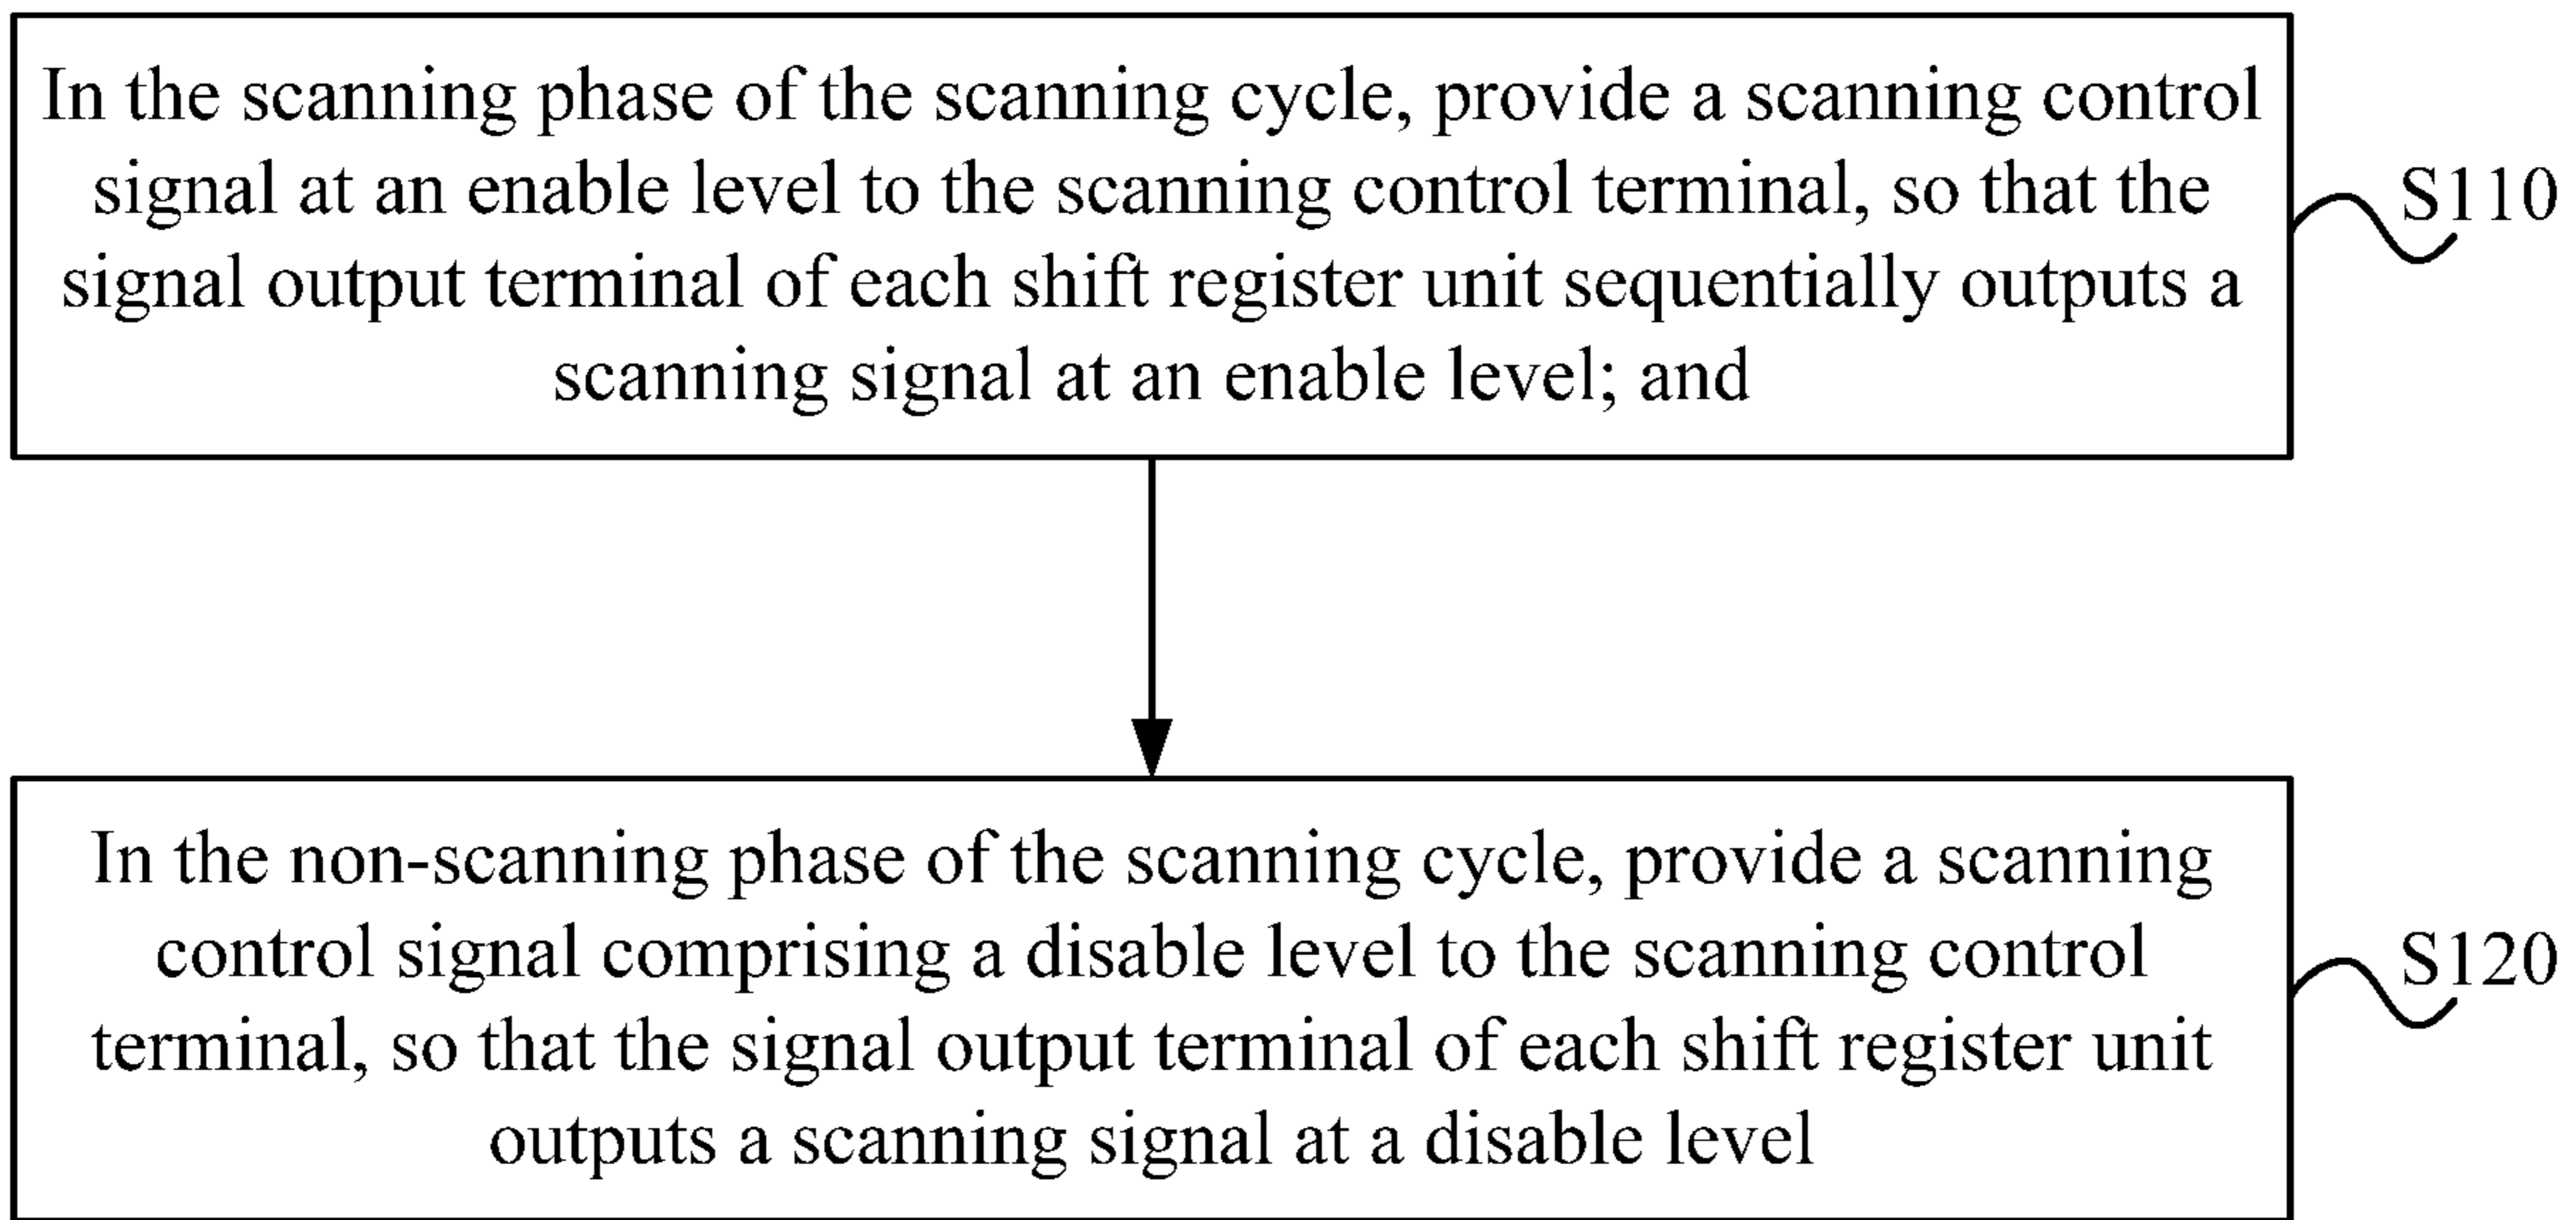 In the scanning phase of the scanning cycle, provide a scanning control
signal at an enable level to the scanning control terminal, so that the
signal output terminal of each shift register unit sequentially outputs a
scanning signal at an enable level; and
S110
In the non-scanning phase of the scanning cycle, provide a scanning
control signal comprising a disable level to the scanning control
terminal, so that the signal output terminal of each shift register unit
outputs a scanning signal at a disable level
S120